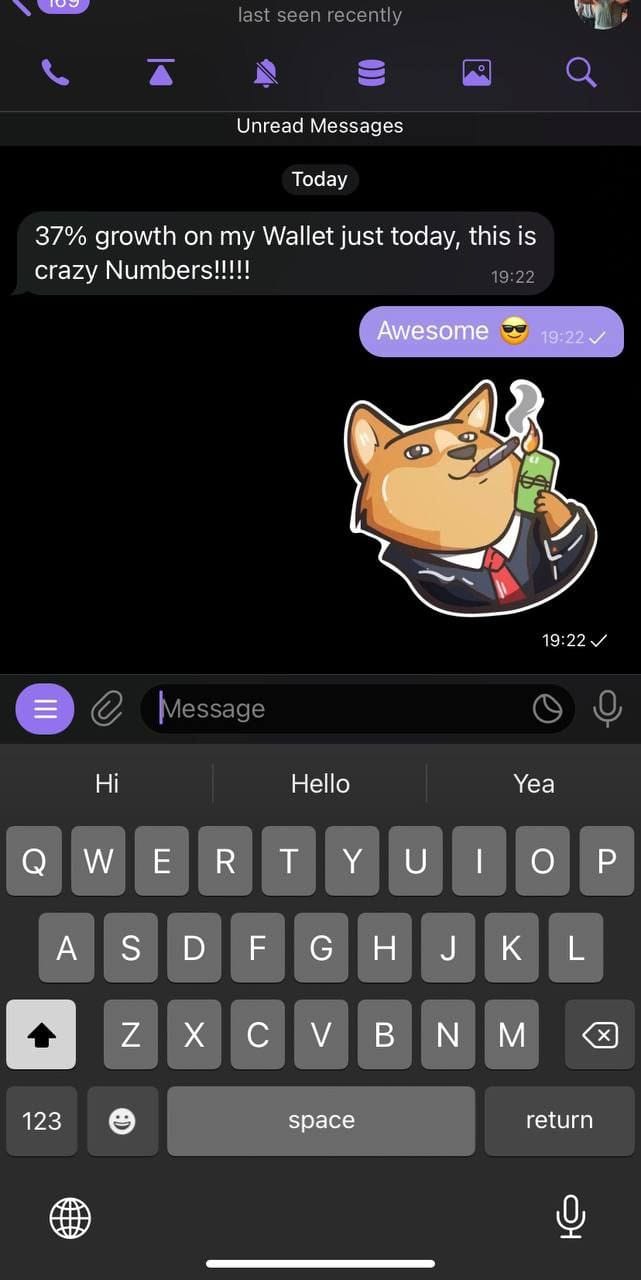 169
last seen recently
Unread Messages
Today
37% growth on my Wallet just today, this is
crazy Numbers!!!!!
19:22
Awesome 😎 19:22
19:22
Message
Hi Hello Yea
Q W E R T Y U I O P
A S D F G H J K L
Z X C V B N M
123 space return